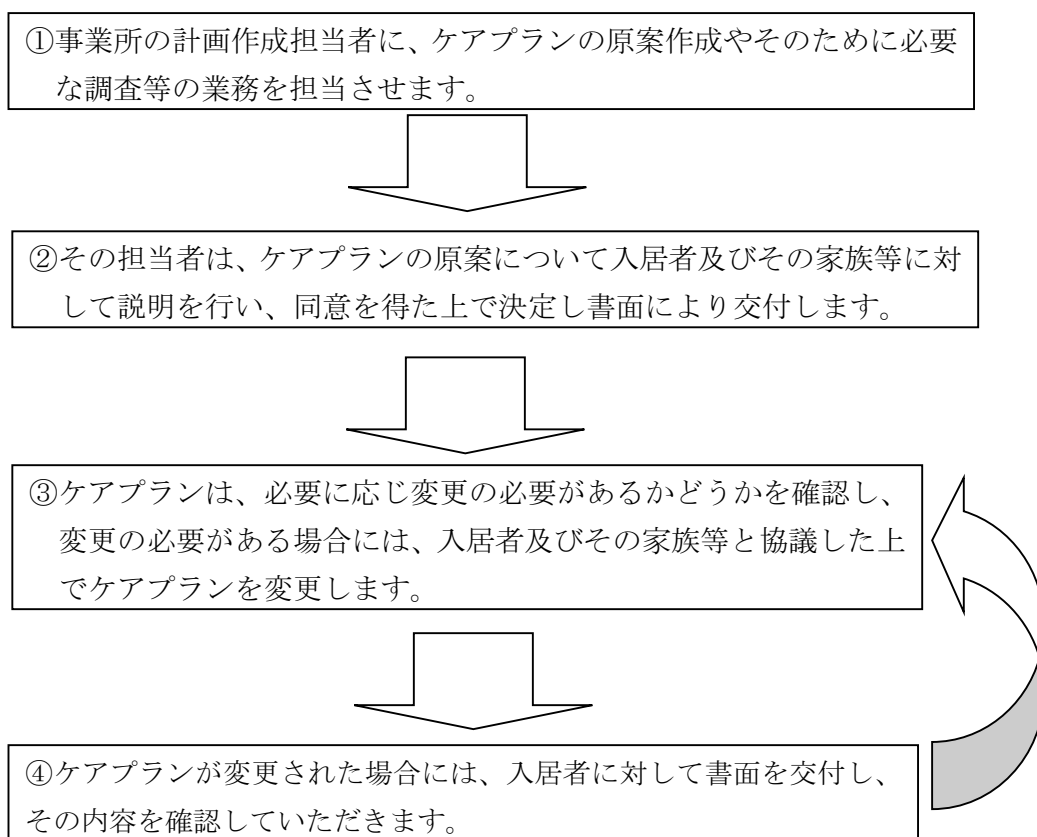 ①事業所の計画作成担当者に、ケアプランの原案作成やそのために必要
な調査等の業務を担当させます。
②その担当者は、ケアプランの原案について入居者及びその家族等に対
して説明を行い、同意を得た上で決定し書面により交付します。
③ケアプランは、必要に応じ変更の必要があるかどうかを確認し、
変更の必要がある場合には、入居者及びその家族等と協議した上
でケアプランを変更します。
④ケアプランが変更された場合には、入居者に対して書面を交付し、
その内容を確認していただきます。